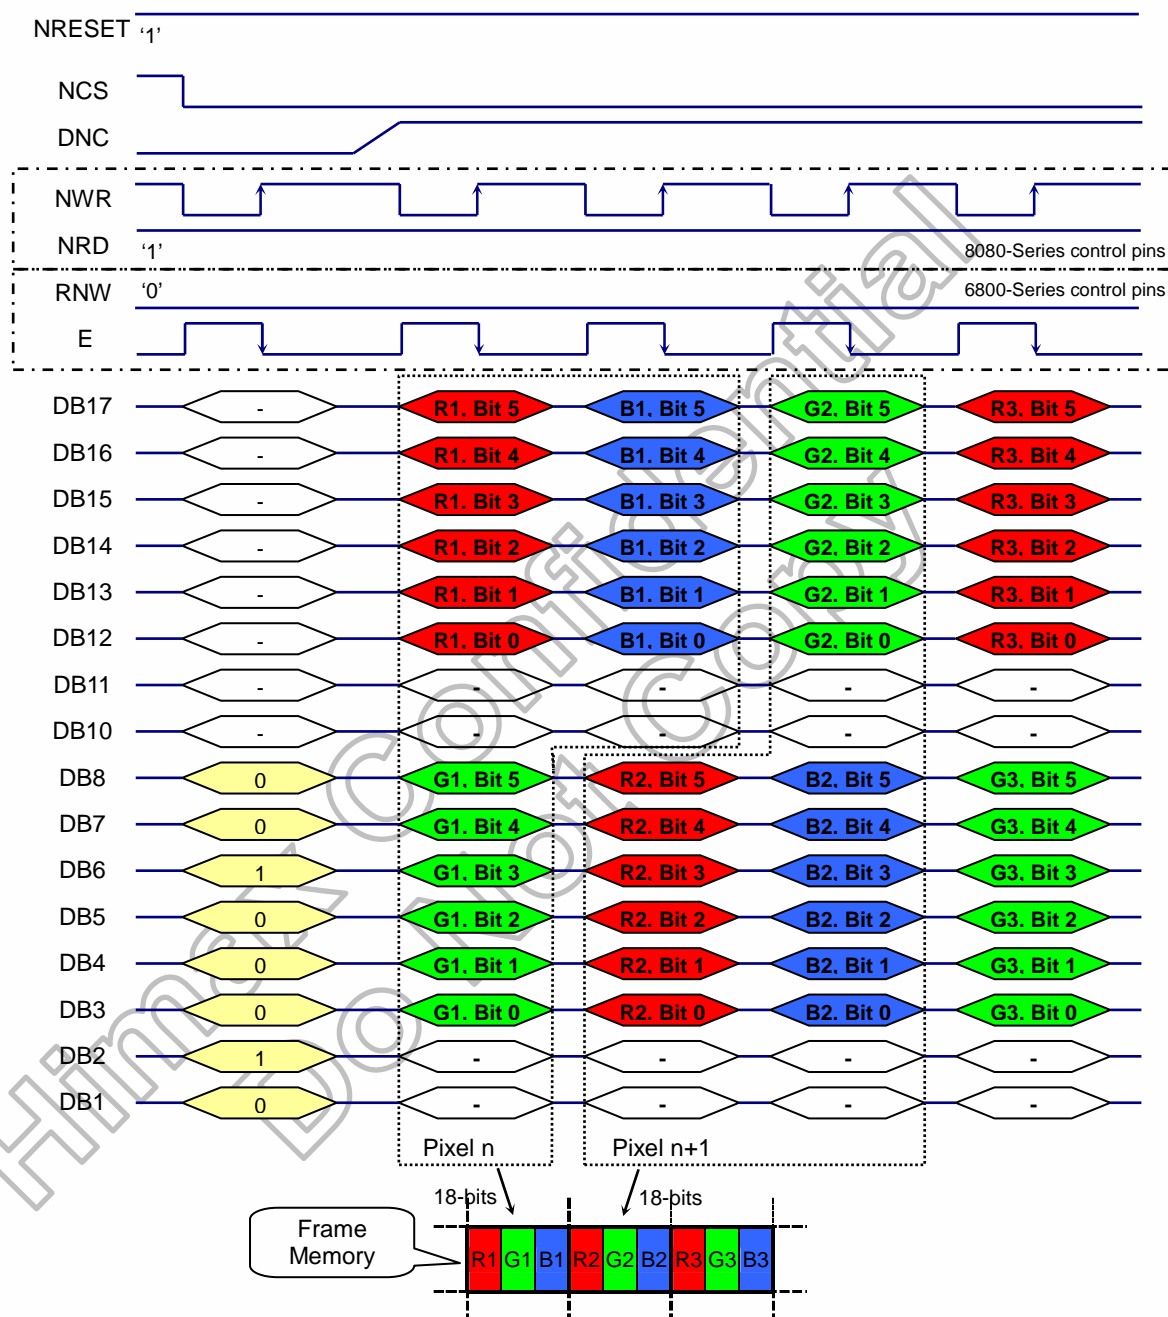 NRESET '1'
NCS
DNC
NWR
NRD '1' 8080-Series control pins
RNW '0' 6800-Series control pins
E
DB17 - R1, Bit 5 B1, Bit 5 G2, Bit 5 R3, Bit 5
DB16 - R1, Bit 4 B1, Bit 4 G2, Bit 4 R3, Bit 4
DB15 - R1, Bit 3 B1, Bit 3 G2, Bit 3 R3, Bit 3
DB14 - R1, Bit 2 B1, Bit 2 G2, Bit 2 R3, Bit 2
DB13 - R1, Bit 1 B1, Bit 1 G2, Bit 1 R3, Bit 1
DB12 - R1, Bit 0 B1, Bit 0 G2, Bit 0 R3, Bit 0
DB11 - - - - -
DB10 - - - - -
DB8 0 G1, Bit 5 R2, Bit 5 B2, Bit 5 G3, Bit 5
DB7 0 G1, Bit 4 R2, Bit 4 B2, Bit 4 G3, Bit 4
DB6 1 G1, Bit 3 R2, Bit 3 B2, Bit 3 G3, Bit 3
DB5 0 G1, Bit 2 R2, Bit 2 B2, Bit 2 G3, Bit 2
DB4 0 G1, Bit 1 R2, Bit 1 B2, Bit 1 G3, Bit 1
DB3 0 G1, Bit 0 R2, Bit 0 B2, Bit 0 G3, Bit 0
DB2 1 - - - -
DB1 0 - - - -
Pixel n Pixel n+1
18-bits 18-bits
Frame
Memory
R1 G1 B1 R2 G2 B2 R3 G3 B3
Himax Confidential
Do Not Copy